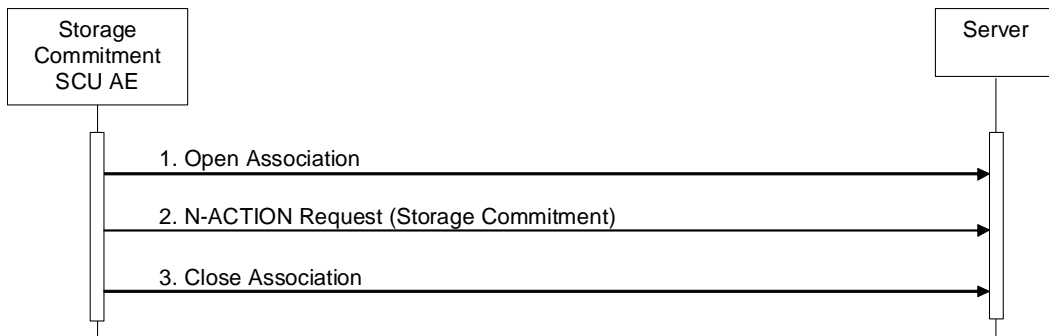 Storage
Commitment
SCU AE
Server
1. Open Association
2. N-ACTION Request (Storage Commitment)
3. Close Association